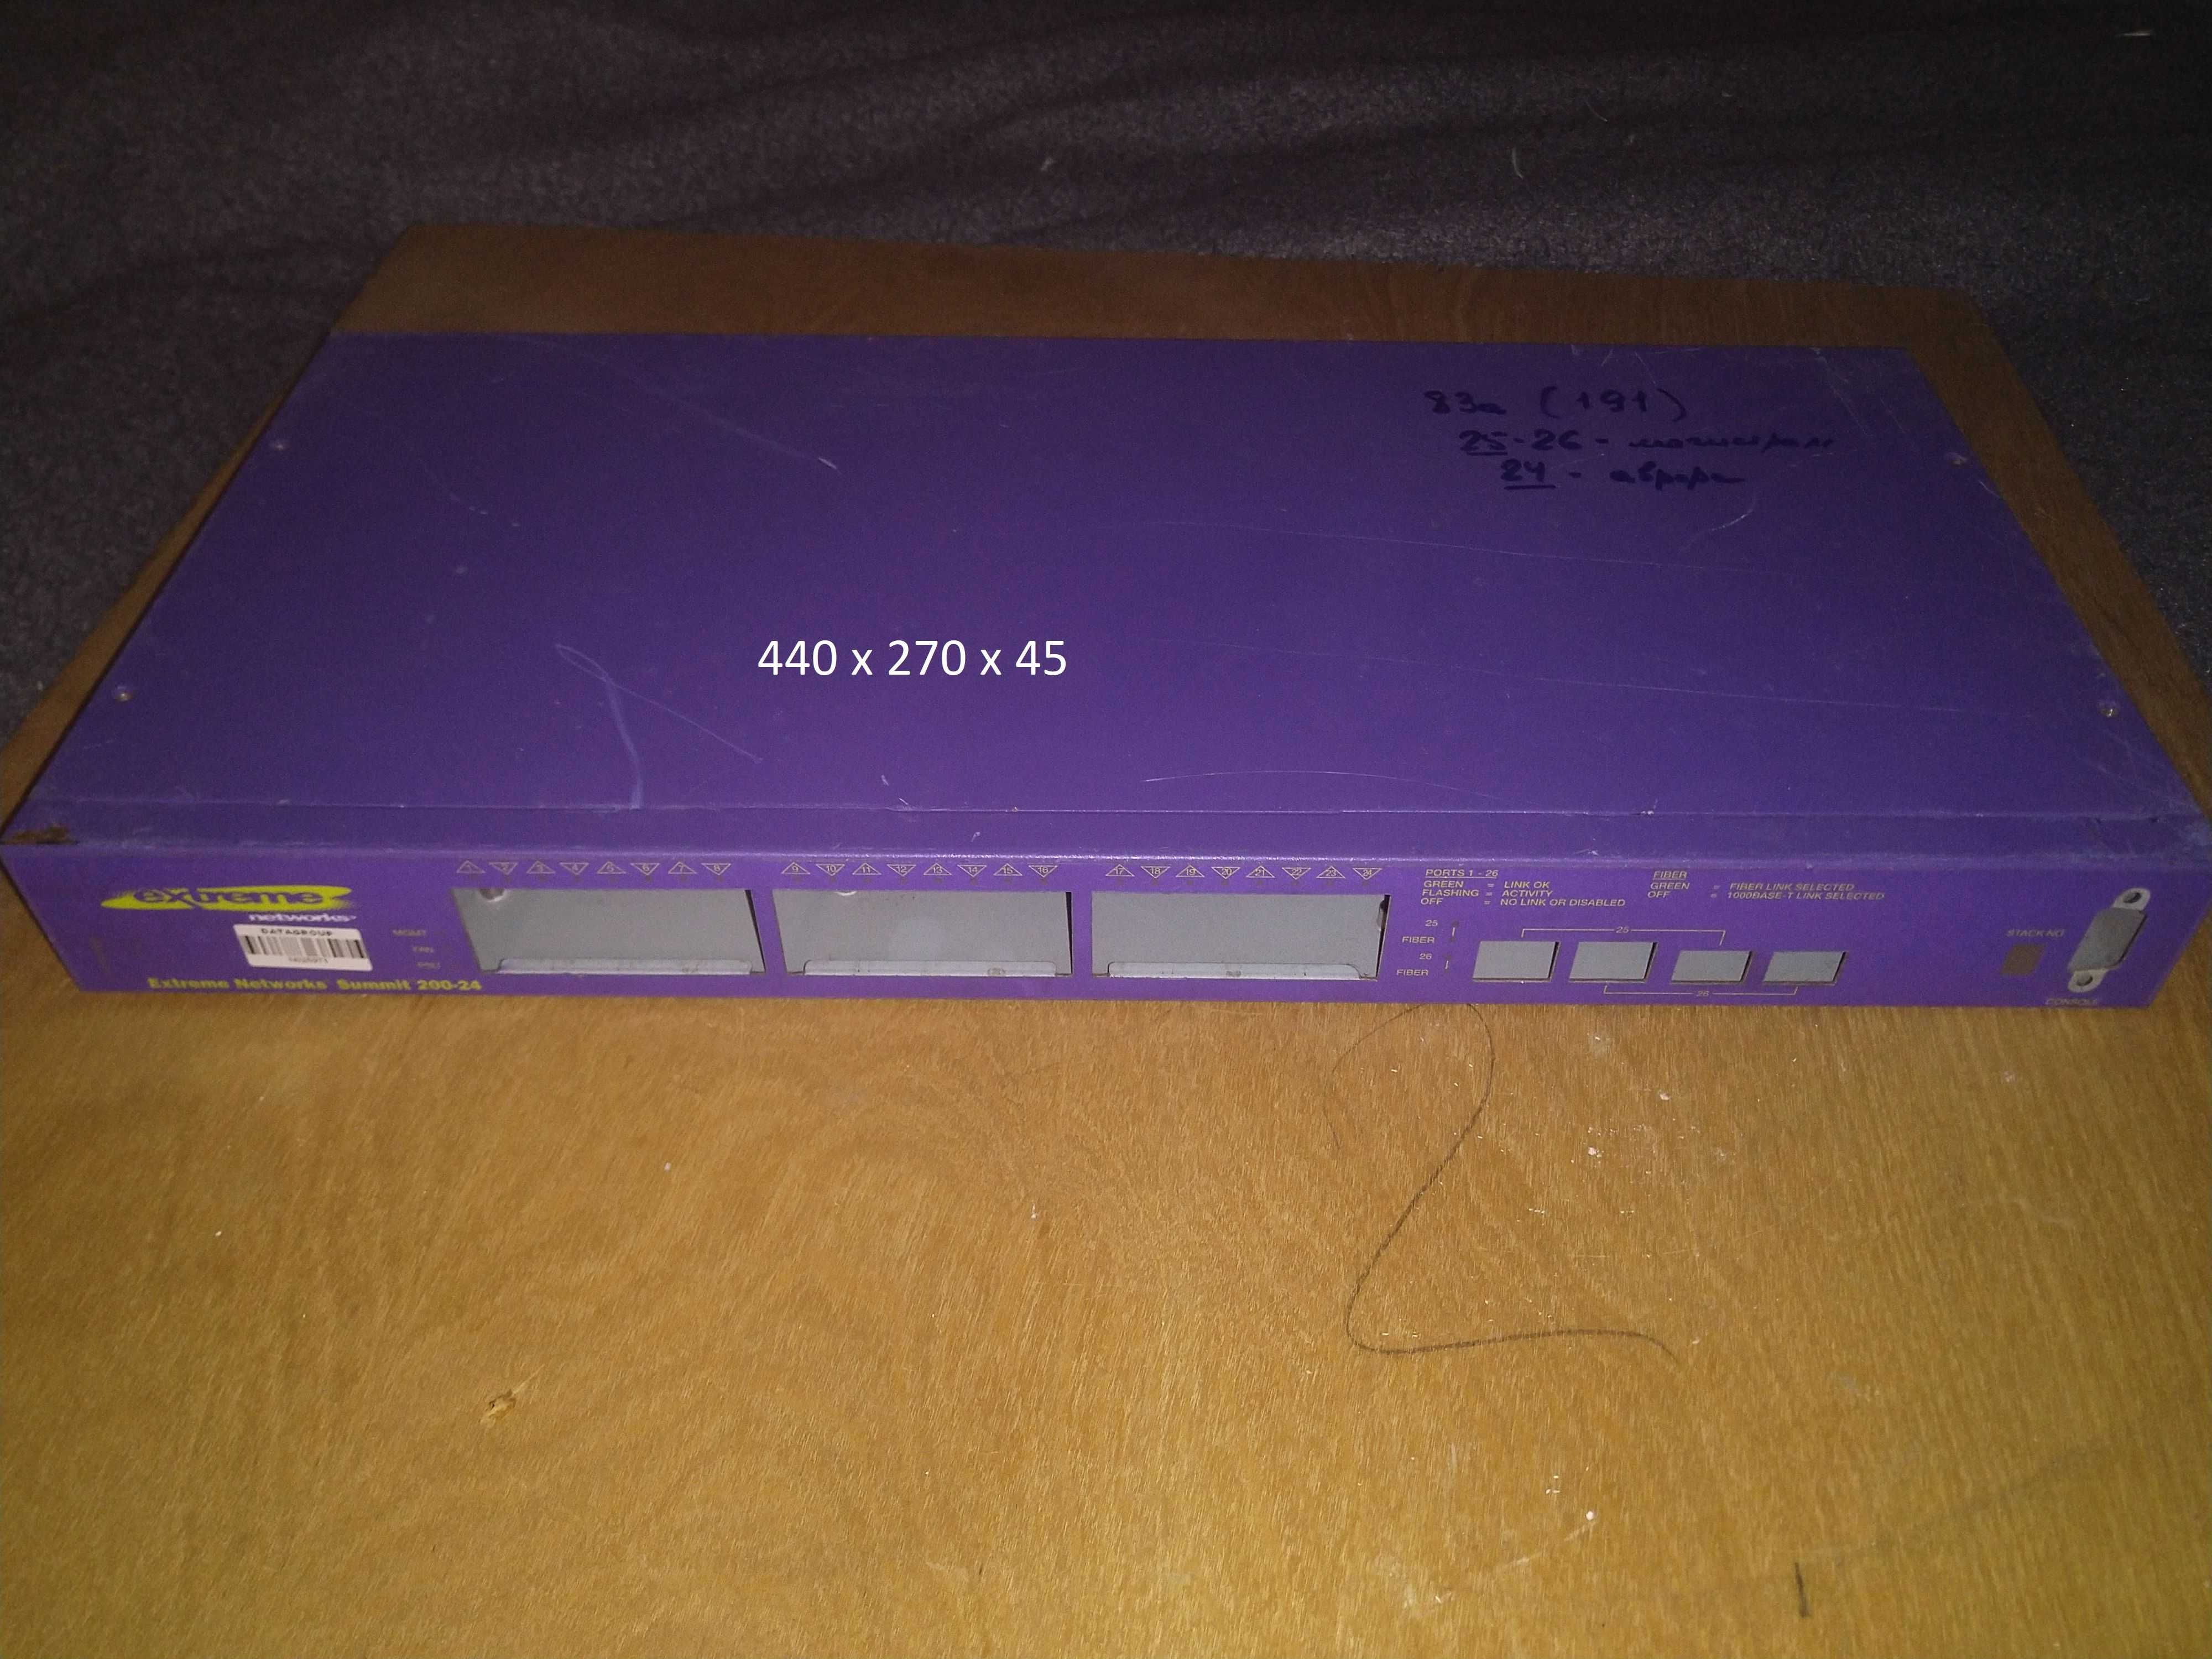 83а (191)
25-26 - магистраль
24 - аврора
440 x 270 x 45
1 2 3 4 5 6 7 8
9 10 11 12 13 14 15 16
17 18 19 20 21 22 23 24
extreme
networks
DATAGROUP
MGMT
FAN
PSU
Extreme Networks Summit 200-24
PORTS 1 - 26
GREEN = LINK OK
FLASHING = ACTIVITY
OFF = NO LINK OR DISABLED
FIBER
GREEN = FIBER LINK SELECTED
OFF = 1000BASE-T LINK SELECTED
25
FIBER
26
FIBER
25
26
STACK NO.
CONSOLE